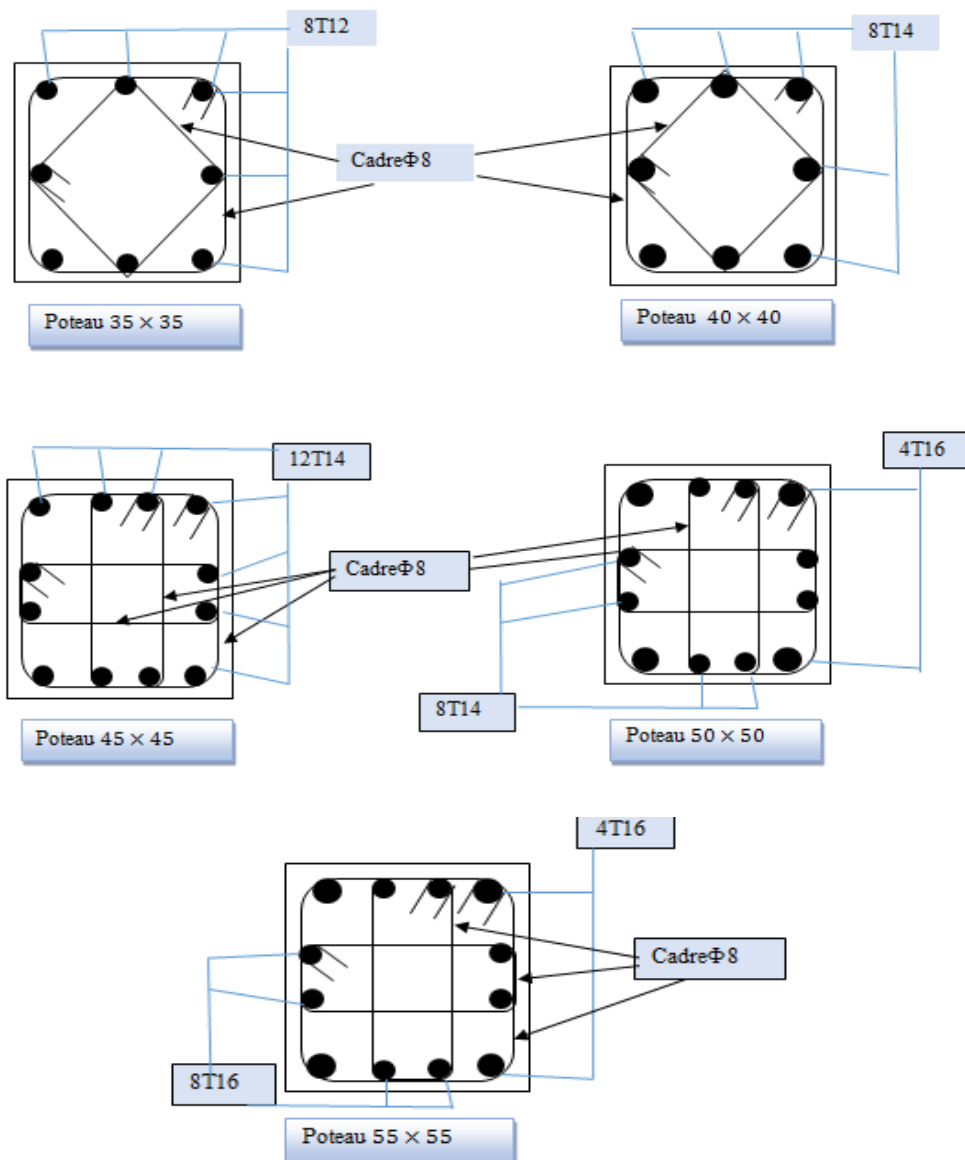 8T12
8T14
CadreΦ8
Poteau 35 × 35
Poteau 40 × 40
12T14
4T16
CadreΦ8
8T14
Poteau 45 × 45
Poteau 50 × 50
4T16
CadreΦ8
8T16
Poteau 55 × 55